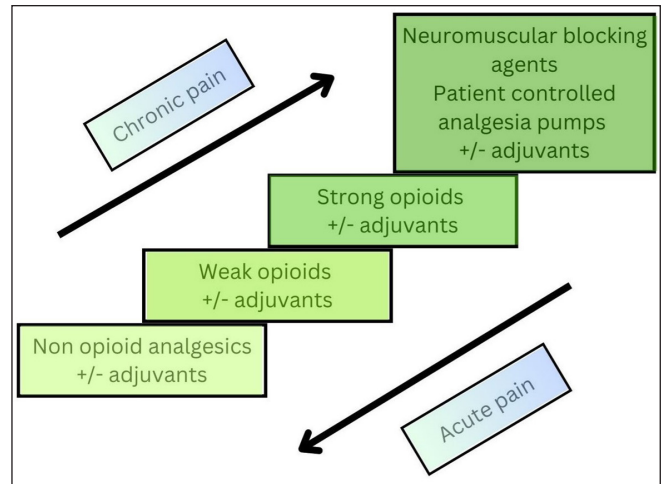 Chronic pain
Neuromuscular blocking
agents
Patient controlled
analgesia pumps
+/- adjuvants
Strong opioids
+/- adjuvants
Weak opioids
+/- adjuvants
Non opioid analgesics
+/- adjuvants
Acute pain